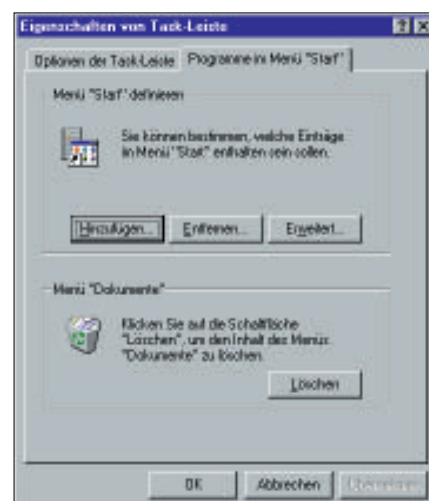 Eigenschaften von Task-Leiste
Optionen der Task-Leiste
Programme im Menü "Start"
Menü "Start" definieren
Sie können bestimmen, welche Einträge
im Menü "Start" enthalten sein sollen.
Hinzufügen...
Entfernen...
Erweitert...
Menü "Dokumente"
Klicken Sie auf die Schaltfläche
"Löschen", um den Inhalt des Menüs
"Dokumente" zu löschen.
Löschen
OK
Abbrechen
Übernehmen